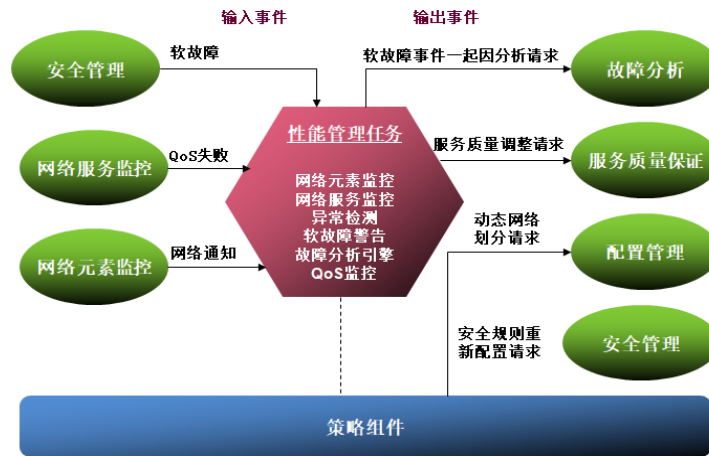 输入事件
输出事件
安全管理
软故障
软故障事件一起因分析请求
故障分析
性能管理任务
网络服务监控
QoS失败
服务质量调整请求
服务质量保证
网络元素监控
网络服务监控
异常检测
软故障警告
故障分析引擎
QoS监控
网络元素监控
网络通知
动态网络
划分请求
配置管理
安全规则重
新配置请求
安全管理
策略组件